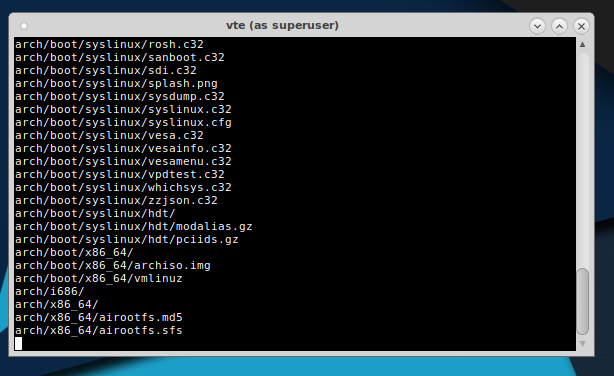 vte (as superuser)
arch/boot/syslinux/rosh.c32
arch/boot/syslinux/sanboot.c32
arch/boot/syslinux/sdi.c32
arch/boot/syslinux/splash.png
arch/boot/syslinux/sysdump.c32
arch/boot/syslinux/syslinux.c32
arch/boot/syslinux/syslinux.cfg
arch/boot/syslinux/vesa.c32
arch/boot/syslinux/vesainfo.c32
arch/boot/syslinux/vesamenu.c32
arch/boot/syslinux/vpdtest.c32
arch/boot/syslinux/whichsys.c32
arch/boot/syslinux/zzjson.c32
arch/boot/syslinux/hdt/
arch/boot/syslinux/hdt/modalias.gz
arch/boot/syslinux/hdt/pciids.gz
arch/boot/x86_64/
arch/boot/x86_64/archiso.img
arch/boot/x86_64/vmlinuz
arch/i686/
arch/x86_64/
arch/x86_64/airootfs.md5
arch/x86_64/airootfs.sfs